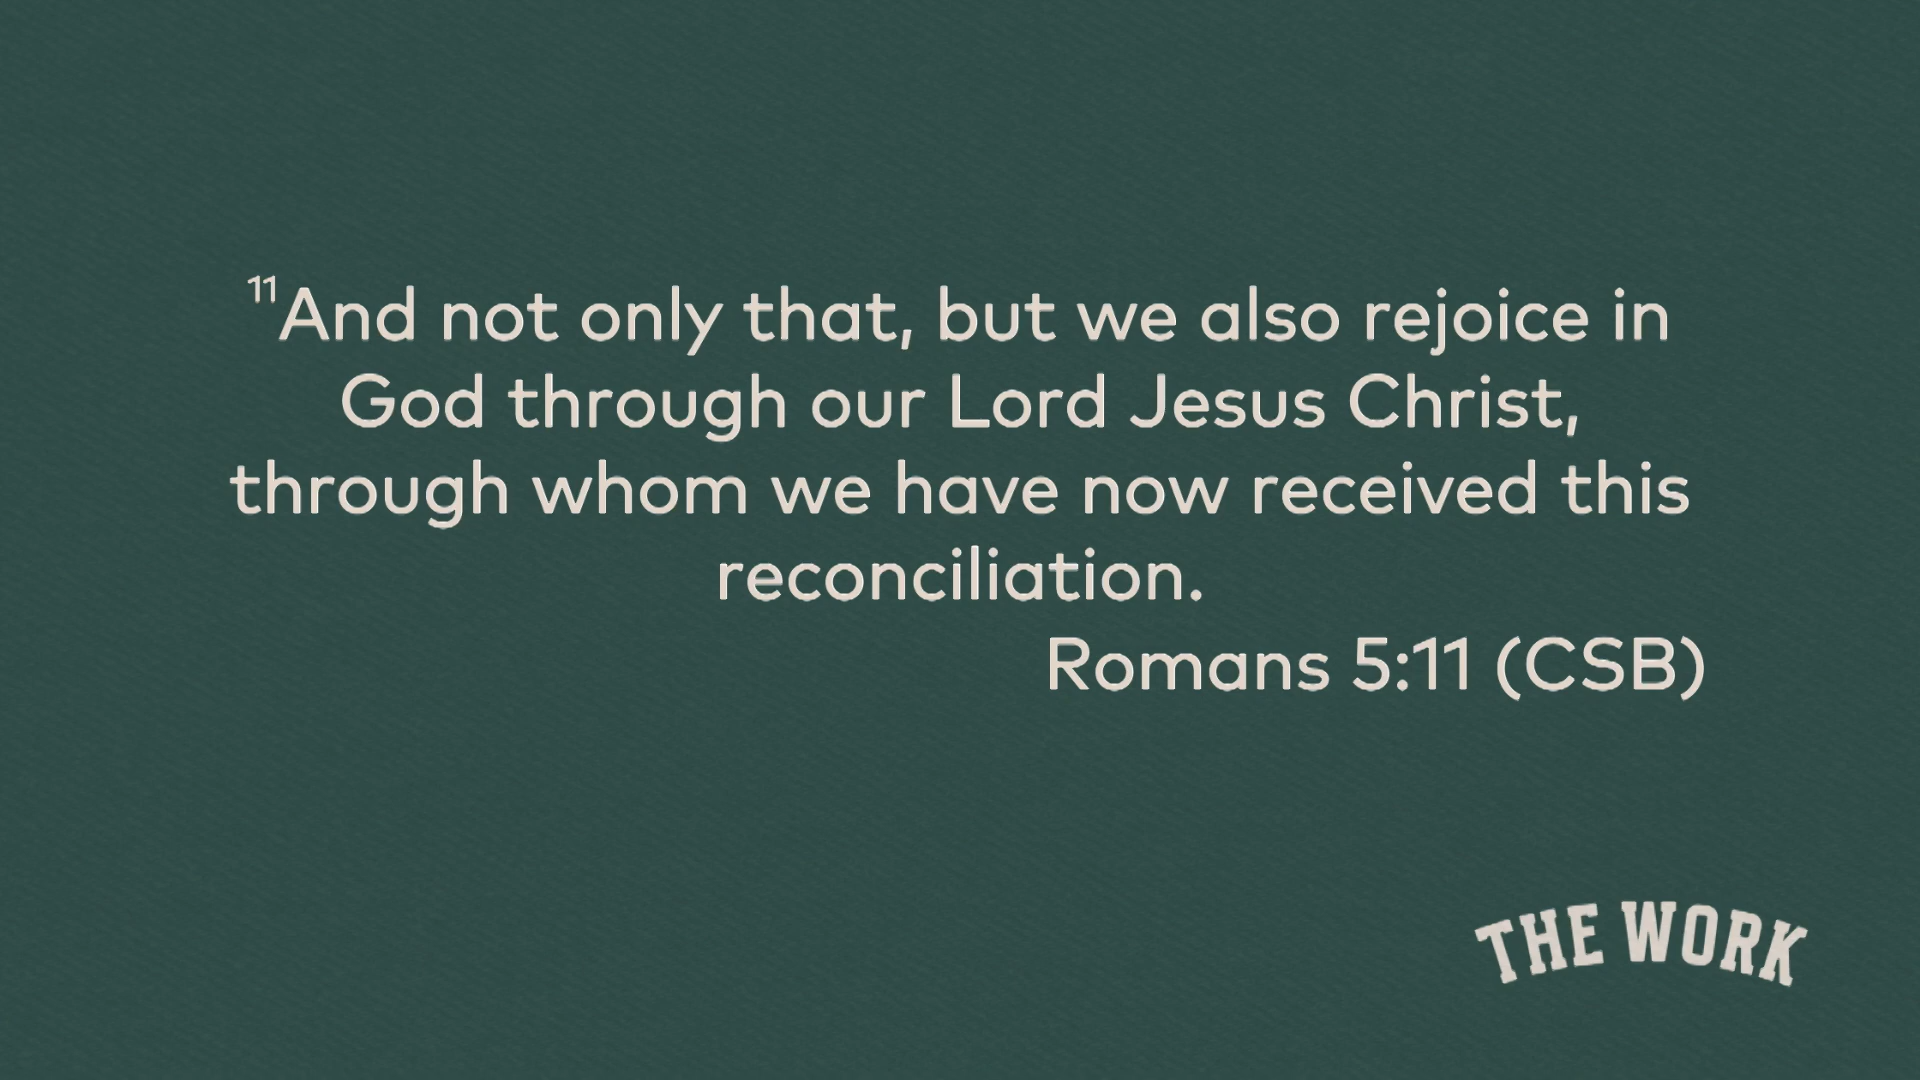 ¹¹And not only that, but we also rejoice in
God through our Lord Jesus Christ,
through whom we have now received this
reconciliation.
Romans 5:11 (CSB)
THE WORK